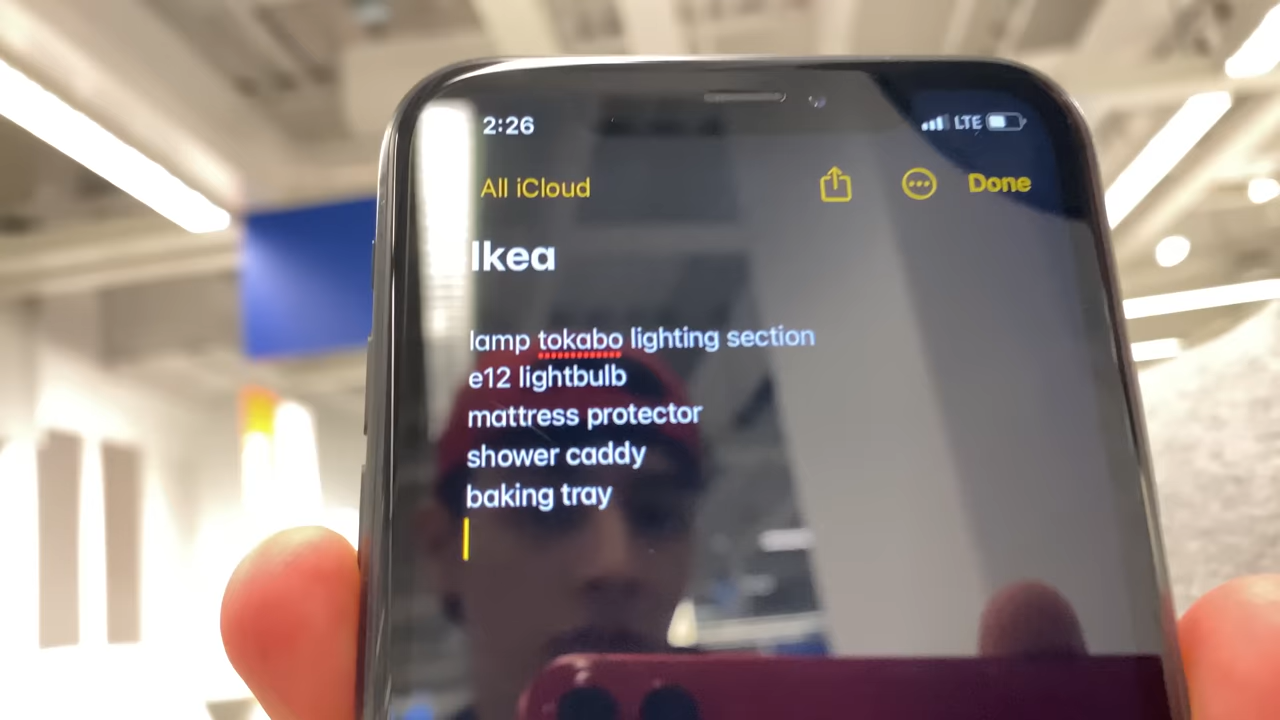 2:26
LTE
All iCloud
Done
Ikea
lamp tokabo lighting section
e12 lightbulb
mattress protector
shower caddy
baking tray